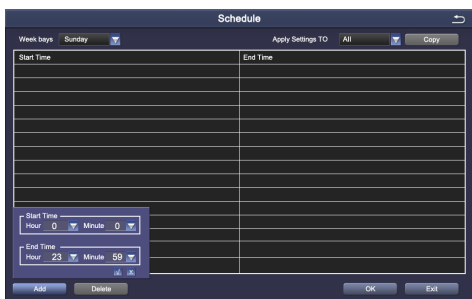 Schedule
Week bays Sunday Apply Settings TO All Copy
Start Time End Time
Start Time
Hour 0 Minute 0
End Time
Hour 23 Minute 59
Add Delete OK Exit